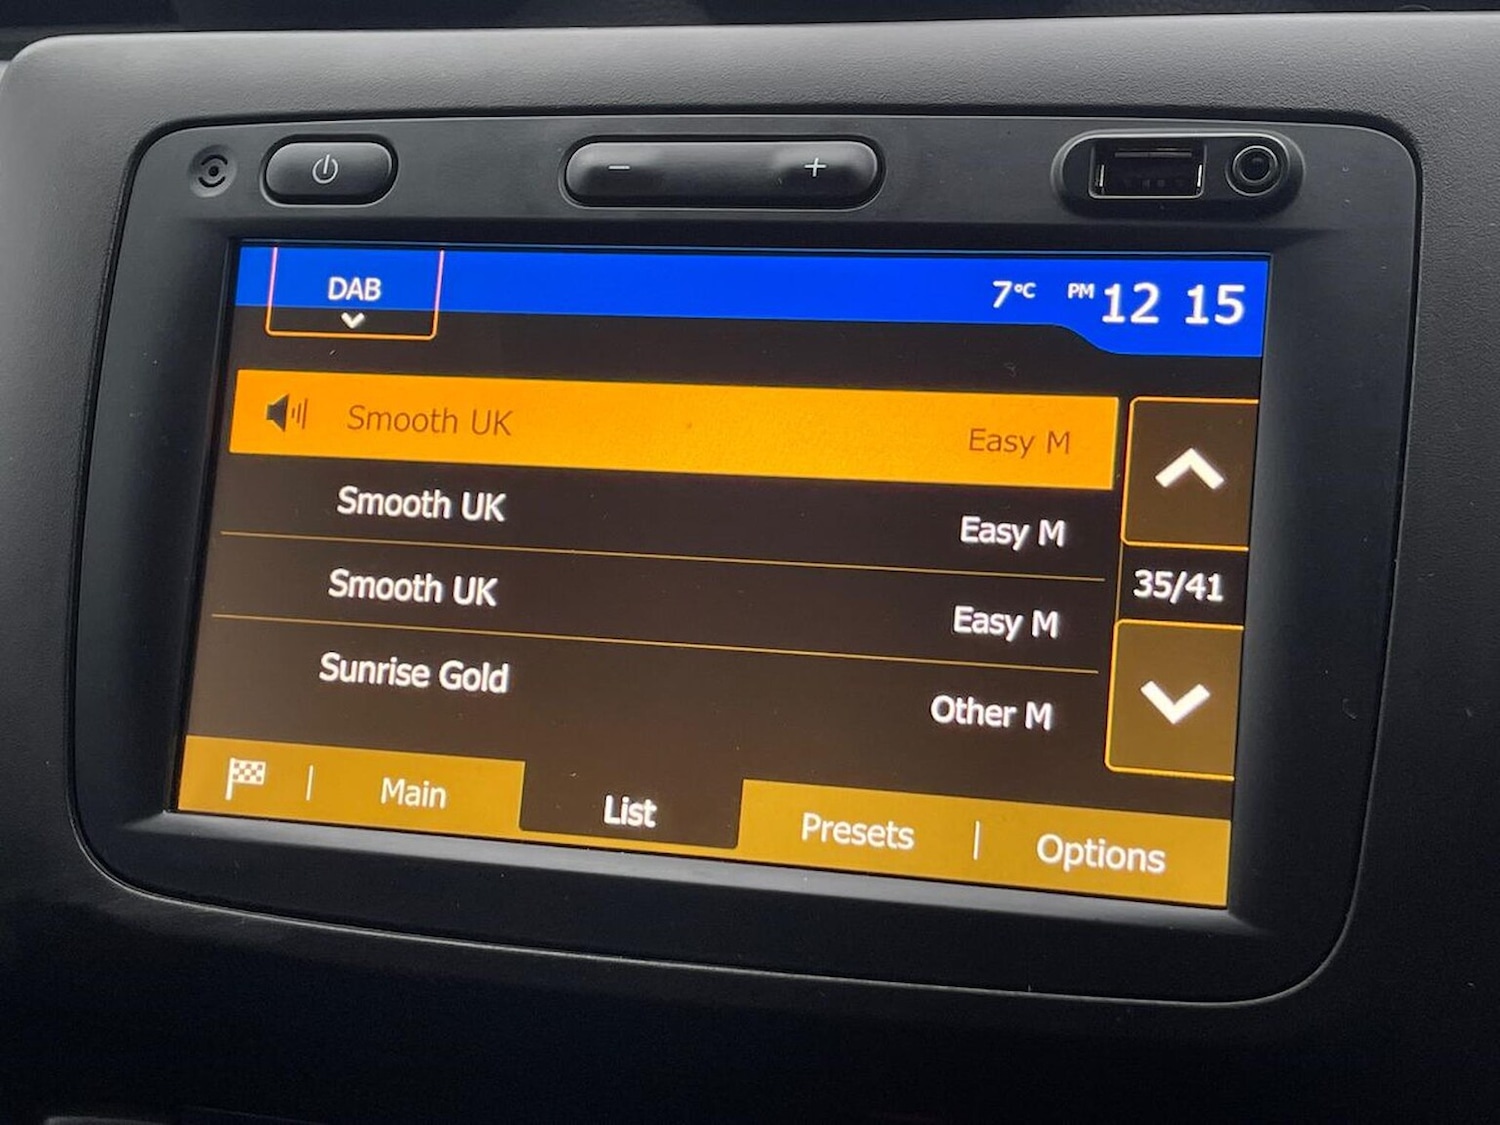 DAB
7°C PM 12 15
Smooth UK Easy M
Smooth UK Easy M
Smooth UK Easy M
Sunrise Gold Other M
35/41
Main | List Presets | Options